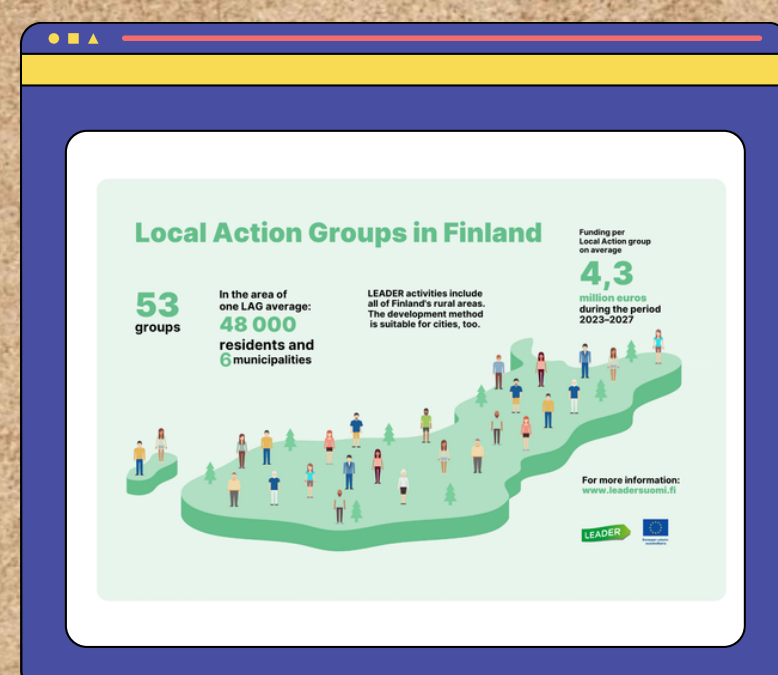 Local Action Groups in Finland
53
groups
In the area of
one LAG average:
48 000
residents and
6 municipalities
LEADER activities include
all of Finland's rural areas.
The development method
is suitable for cities, too.
Funding per
Local Action group
on average
4,3
million euros
during the period
2023–2027
For more information:
www.leadersuomi.fi
LEADER